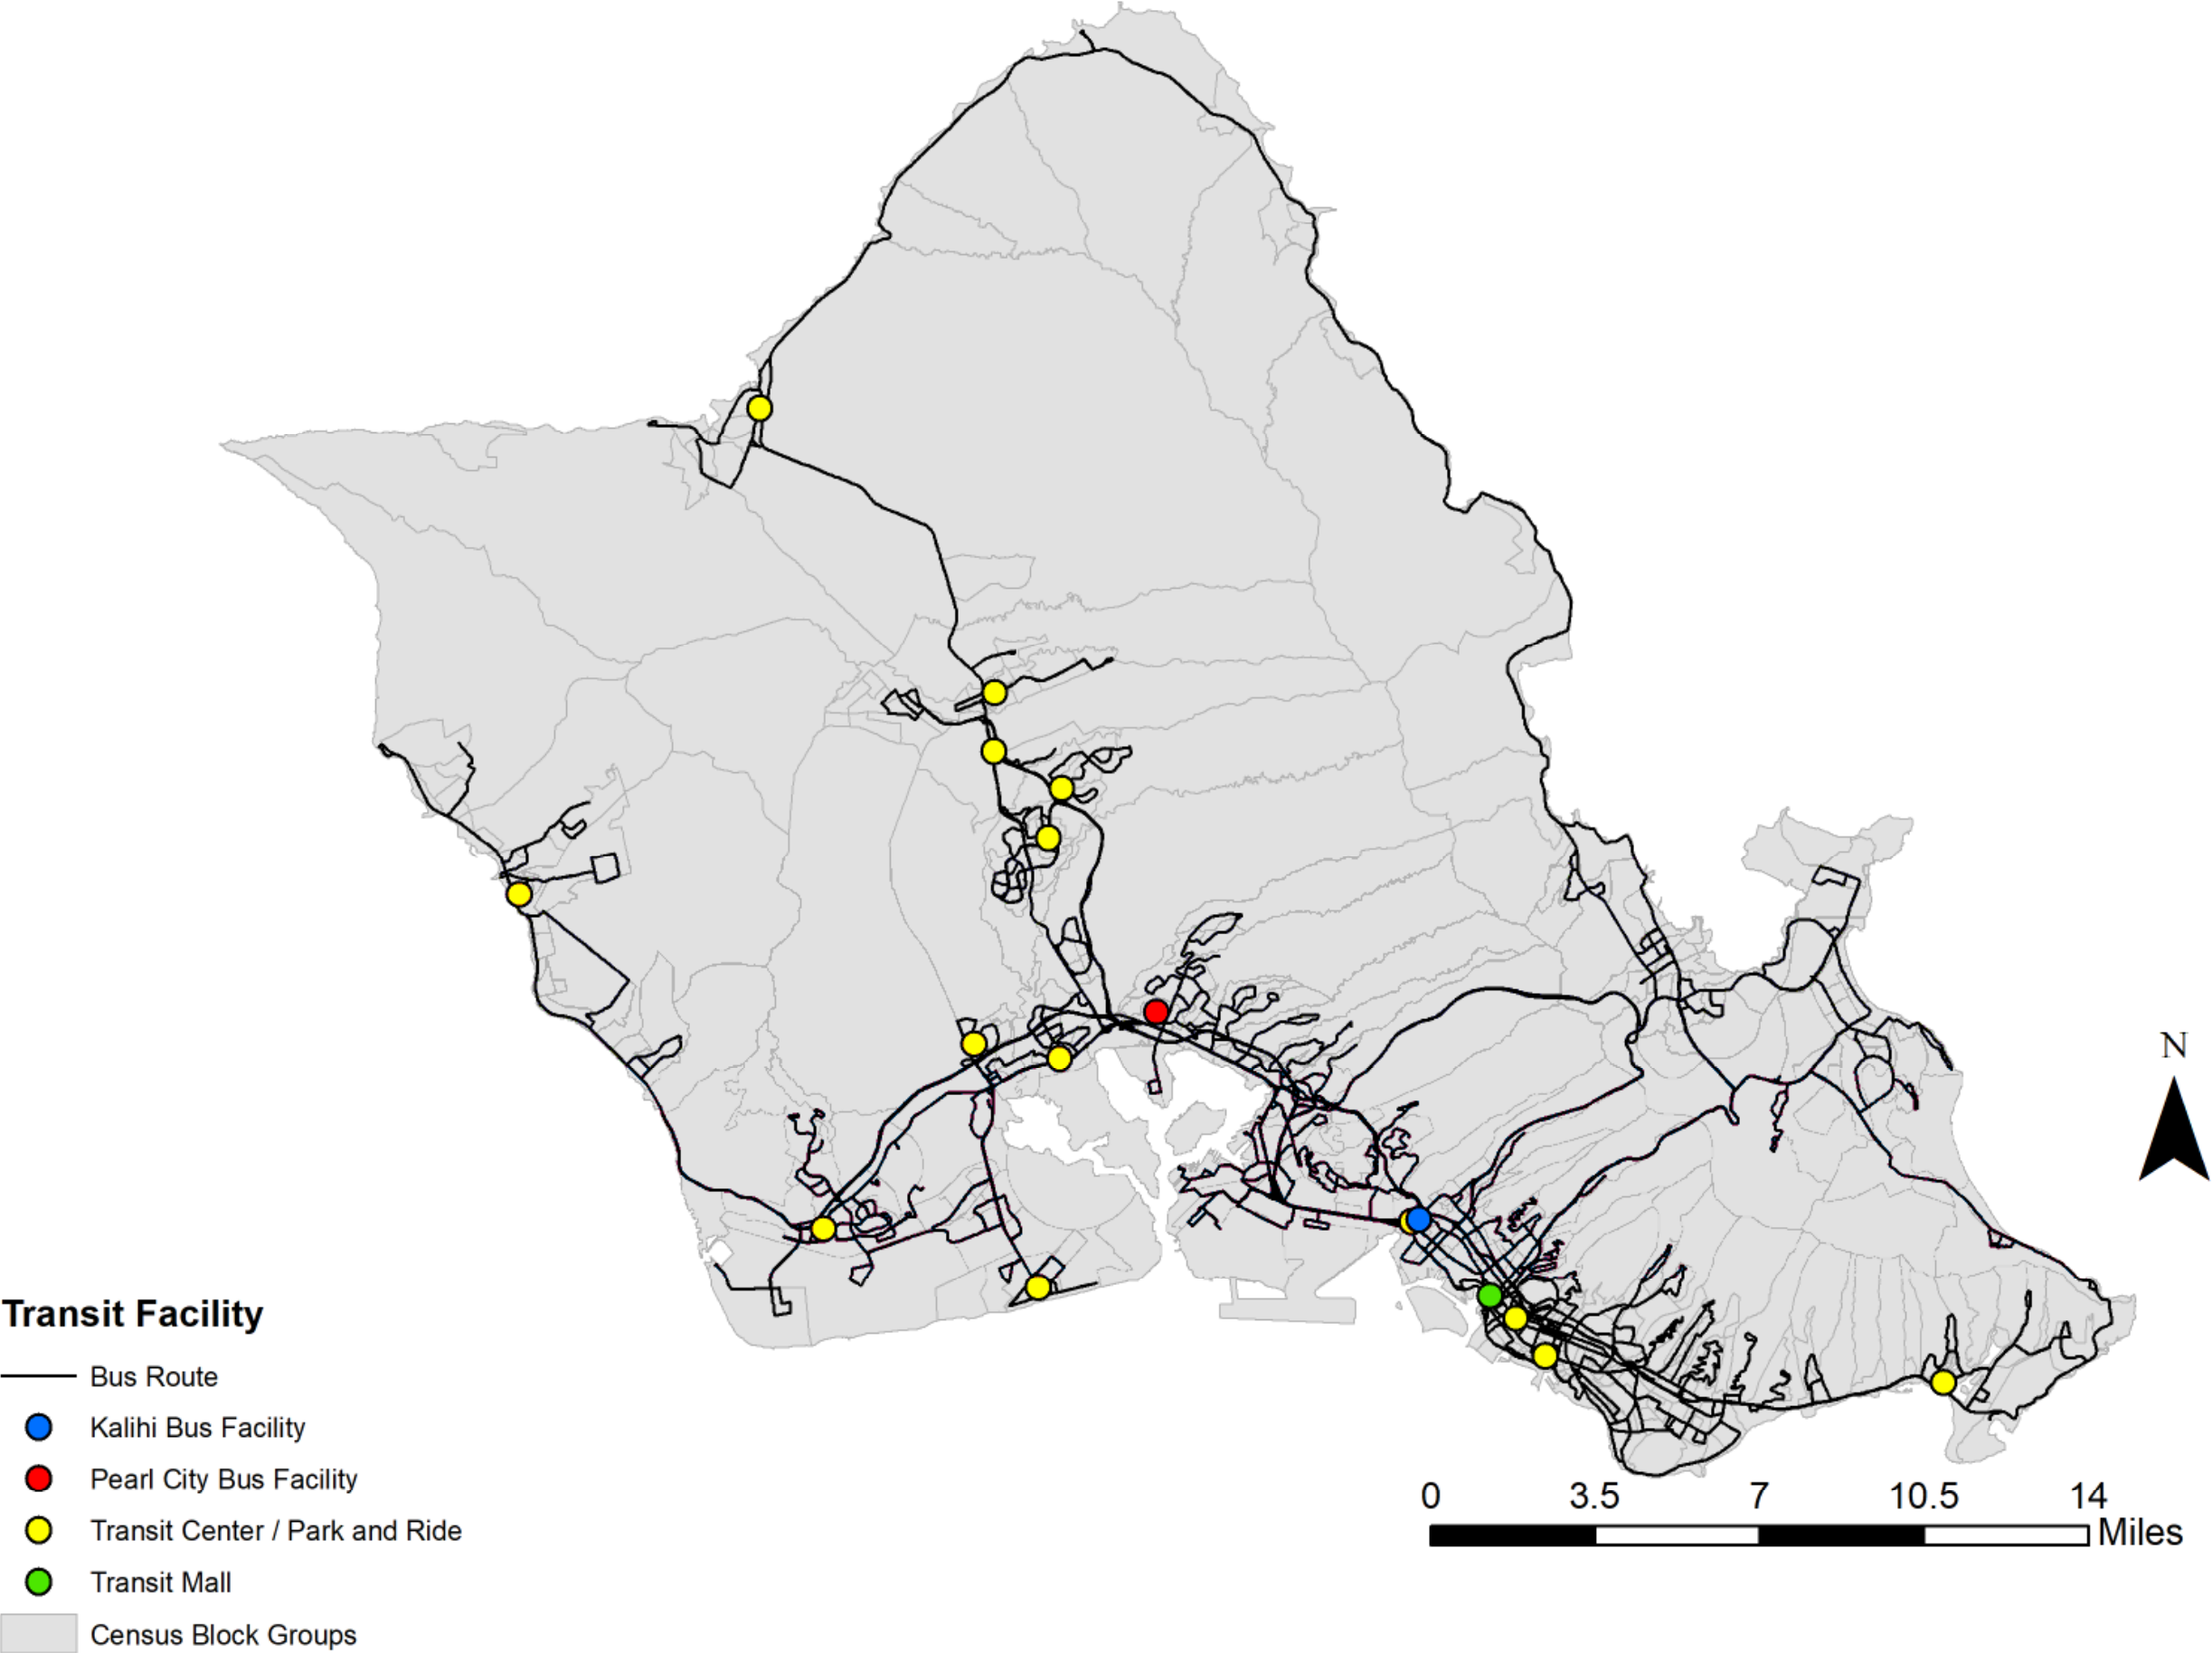 N
Transit Facility
Bus Route
Kalihi Bus Facility
Pearl City Bus Facility
Transit Center / Park and Ride
Transit Mall
Census Block Groups
0 3.5 7 10.5 14
Miles